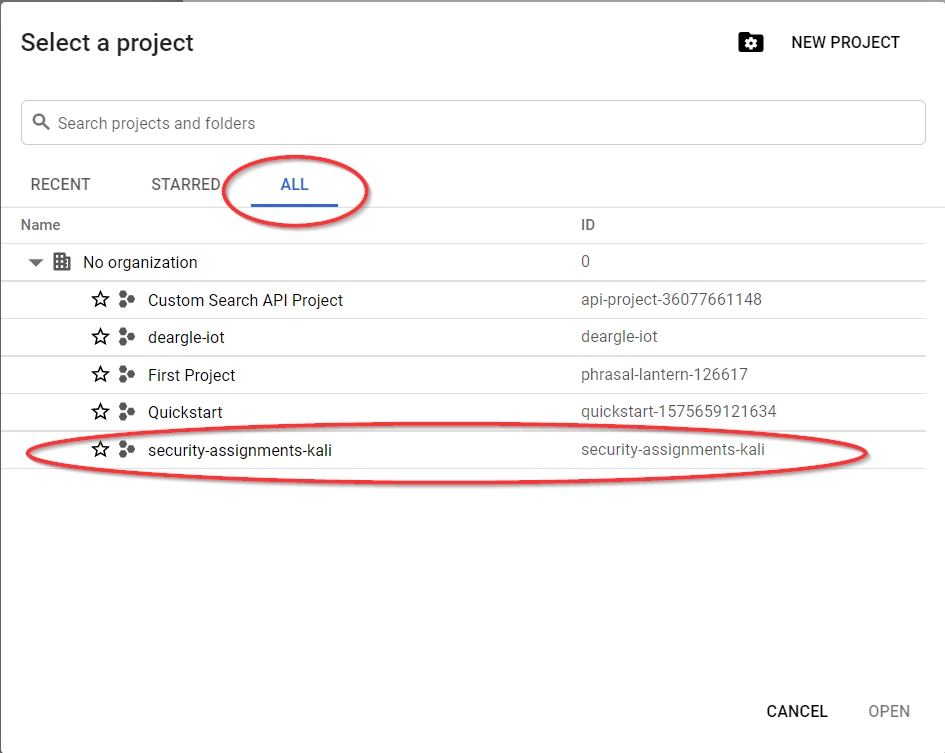 Select a project
NEW PROJECT
Search projects and folders
RECENT STARRED ALL
Name ID
No organization 0
Custom Search API Project api-project-36077661148
deargle-iot deargle-iot
First Project phrasal-lantern-126617
Quickstart quickstart-1575659121634
security-assignments-kali security-assignments-kali
CANCEL OPEN